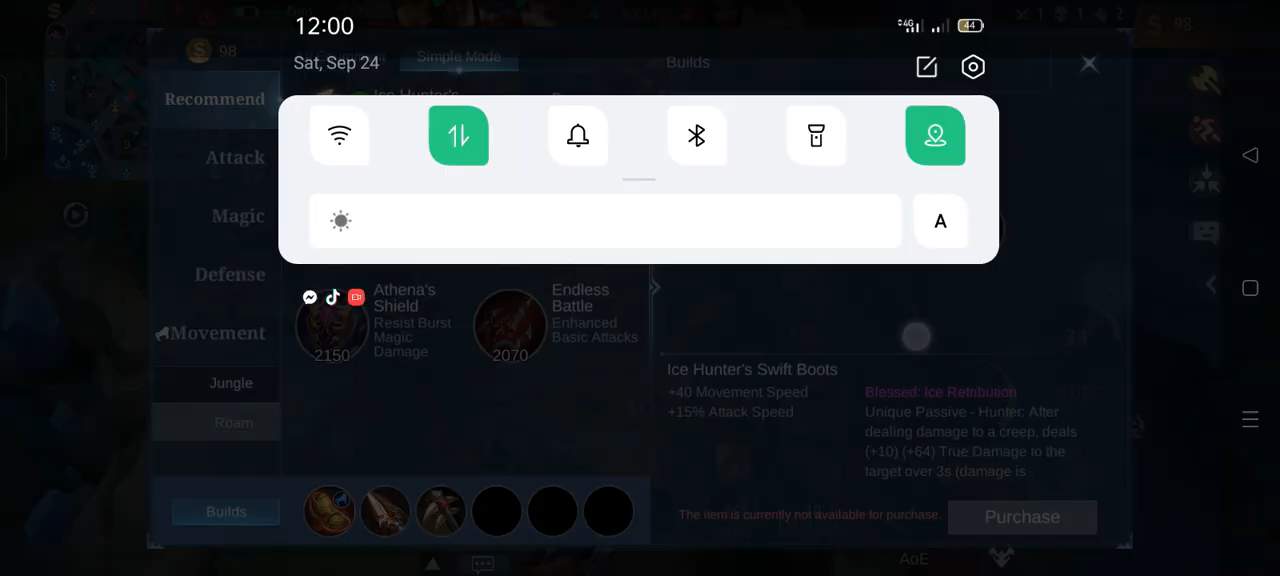 12:00
4G
44
Sat, Sep 24
98
Simple Mode
Builds
Recommend
Attack
Magic
Defense
Movement
Jungle
Roam
Builds
A
Athena's
Shield
Resist Burst
Magic
Damage
2150
Endless
Battle
Enhanced
Basic Attacks
2070
Ice Hunter's Swift Boots
+40 Movement Speed
+15% Attack Speed
Blessed: Ice Retribution
Unique Passive - Hunter: After
dealing damage to a creep, deals
(+10) (+64) True Damage to the
target over 3s (damage is
The item is currently not available for purchase.
Purchase
AoE
98